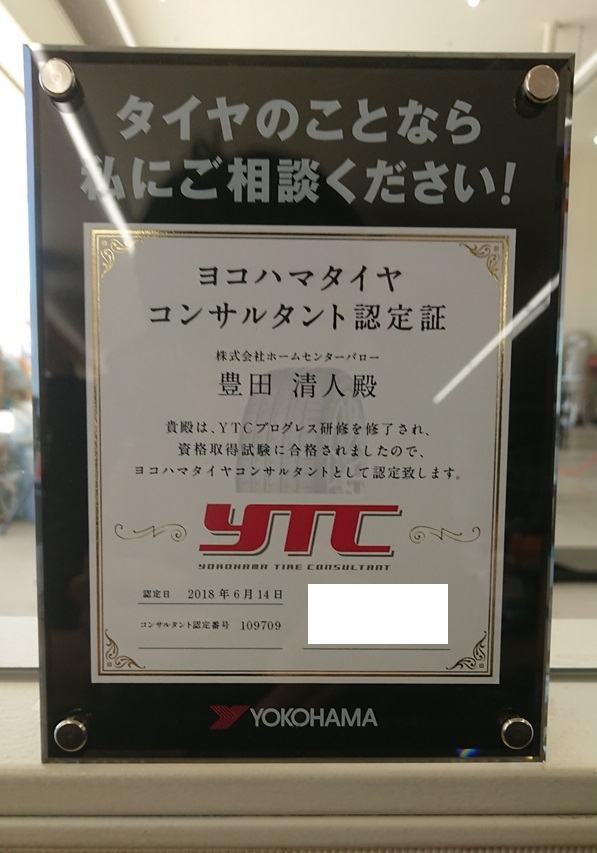 タイヤのことなら
私にご相談ください!
ヨコハマタイヤ
コンサルタント認定証
株式会社ホームセンターバロー
豊田 清人殿
貴殿は、YTCプログレス研修を修了され、
資格取得試験に合格されましたので、
ヨコハマタイヤコンサルタントとして認定致します。
YTC
YOKOHAMA TIRE CONSULTANT
認定日 2018年6月14日
コンサルタント認定番号 109709
YOKOHAMA